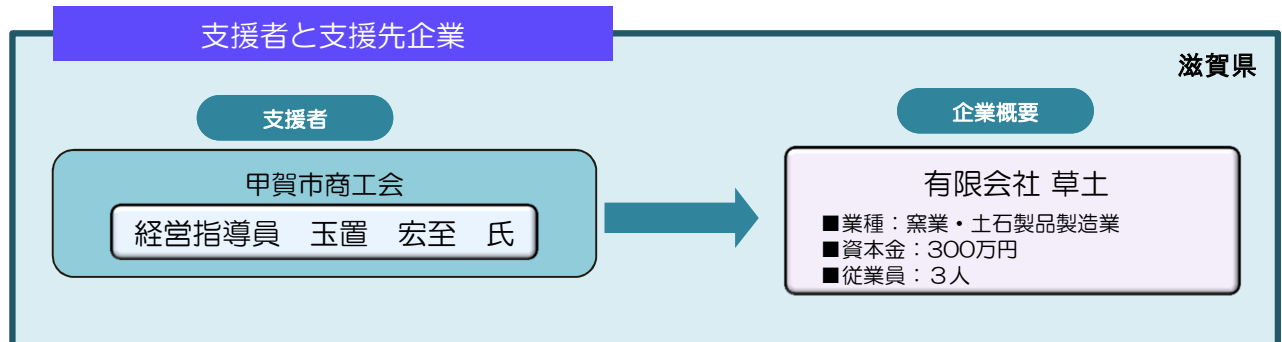 支援者と支援先企業
滋賀県
支援者
甲賀市商工会
経営指導員 玉置 宏至 氏
企業概要
有限会社 草土
■業種：窯業・土石製品製造業
■資本金：300万円
■従業員：３人